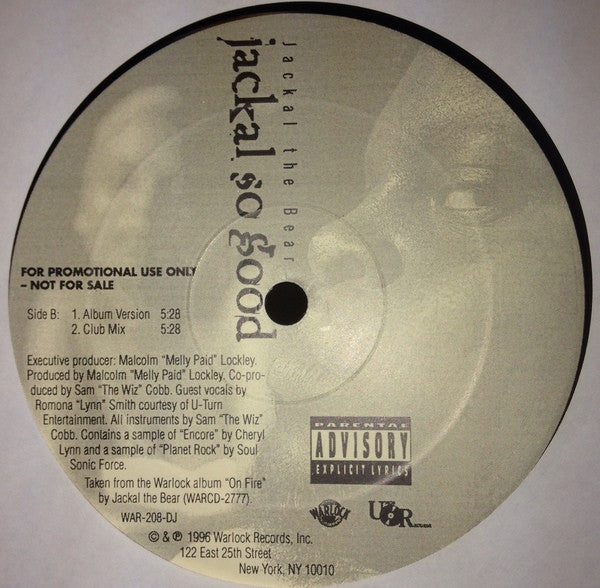 jackal the Bear
jackal so good
FOR PROMOTIONAL USE ONLY
– NOT FOR SALE
Side B: 1. Album Version 5:28
2. Club Mix 5:28
Executive producer: Malcolm “Melly Paid” Lockley.
Produced by Malcolm “Melly Paid” Lockley. Co-pro-
duced by Sam “The Wiz” Cobb. Guest vocals by
Romona “Lynn” Smith courtesy of U-Turn
Entertainment. All instruments by Sam “The Wiz”
Cobb. Contains a sample of “Encore” by Cheryl
Lynn and a sample of “Planet Rock” by Soul
Sonic Force.
Taken from the Warlock album “On Fire”
by Jackal the Bear (WARCD-2777).
WAR-208-DJ
PARENTAL
ADVISORY
EXPLICIT LYRICS
WARLOCK
© & ℗ 1996 Warlock Records, Inc.
122 East 25th Street
New York, NY 10010